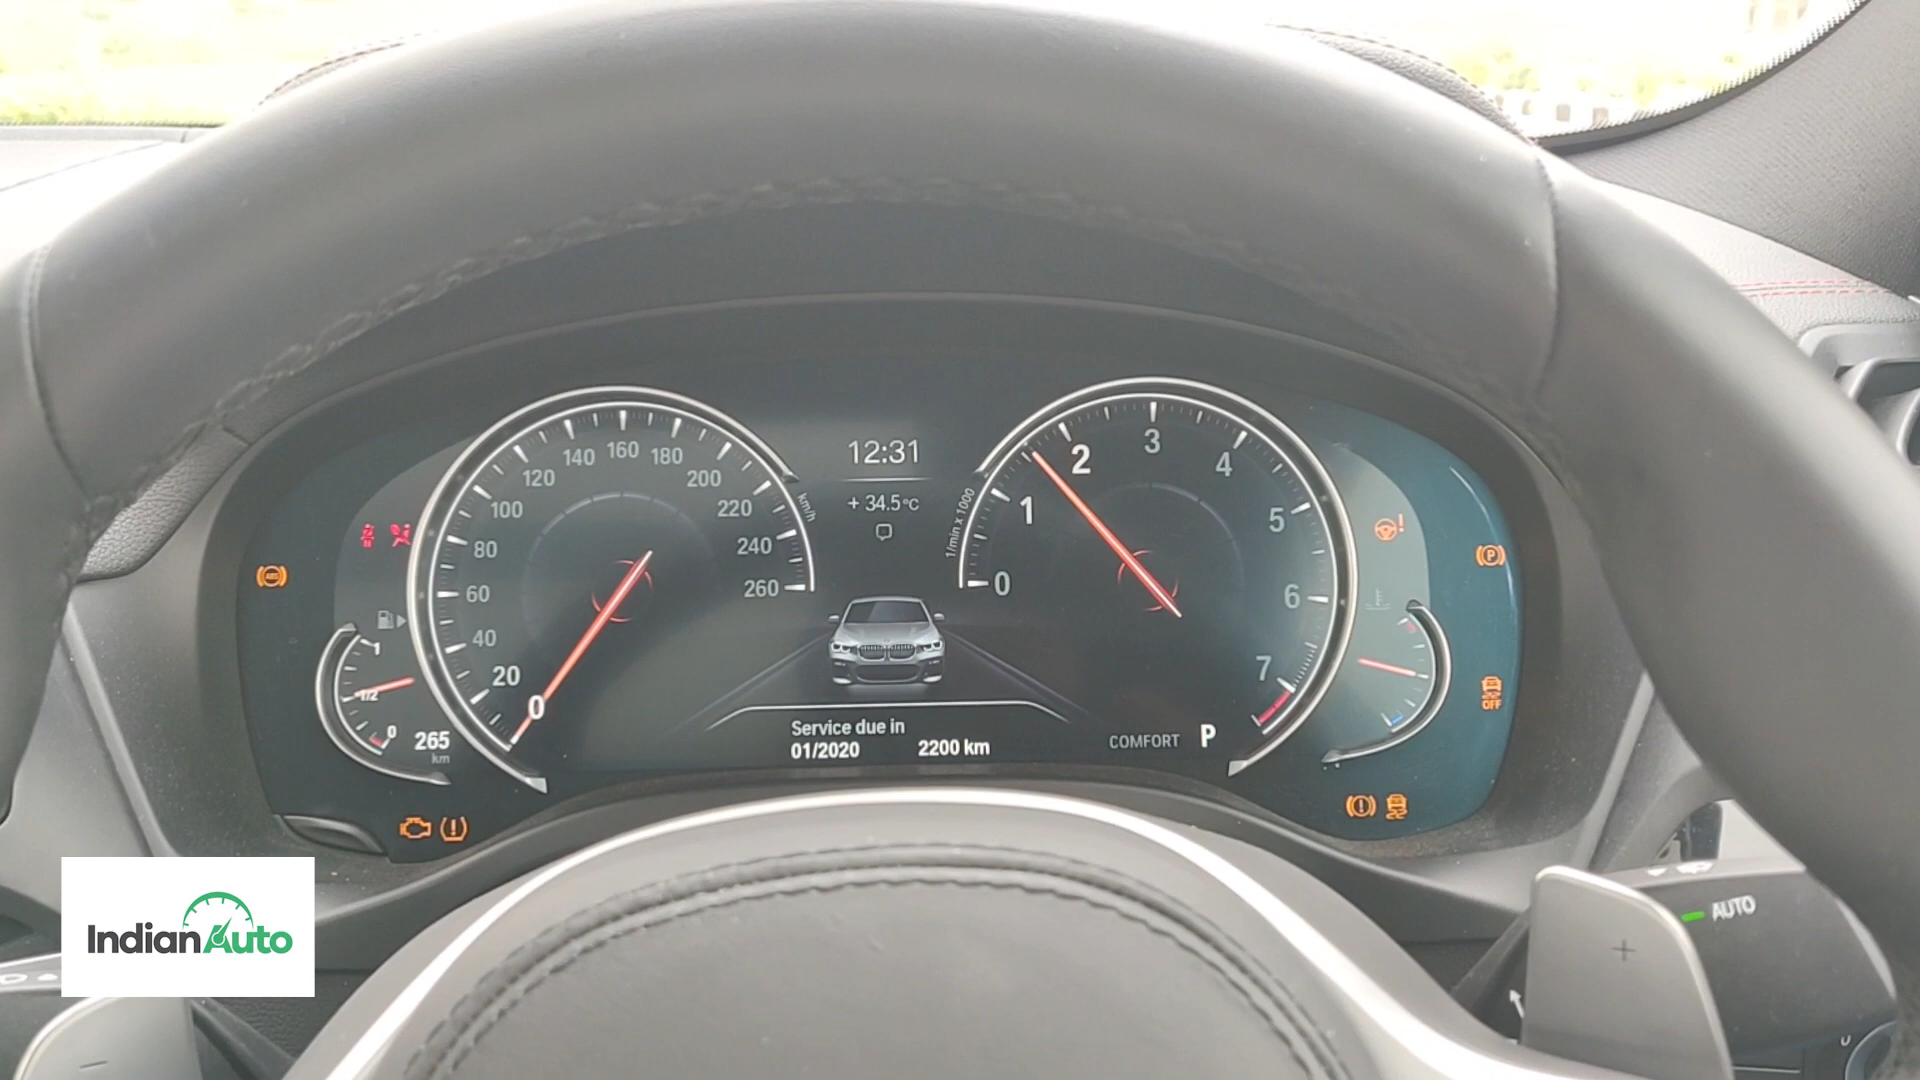 12:31
+ 34.5°C
km/h
0
20
40
60
80
100
120
140
160
180
200
220
240
260
1/min x 1000
0
1
2
3
4
5
6
7
1
1/2
0
265
km
Service due in
01/2020 2200 km
COMFORT P
ABS
P
OFF
AUTO
+
−
0
IndianAuto